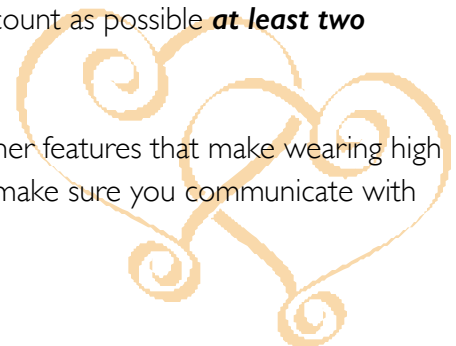 count as possible at least two
her features that make wearing high
make sure you communicate with